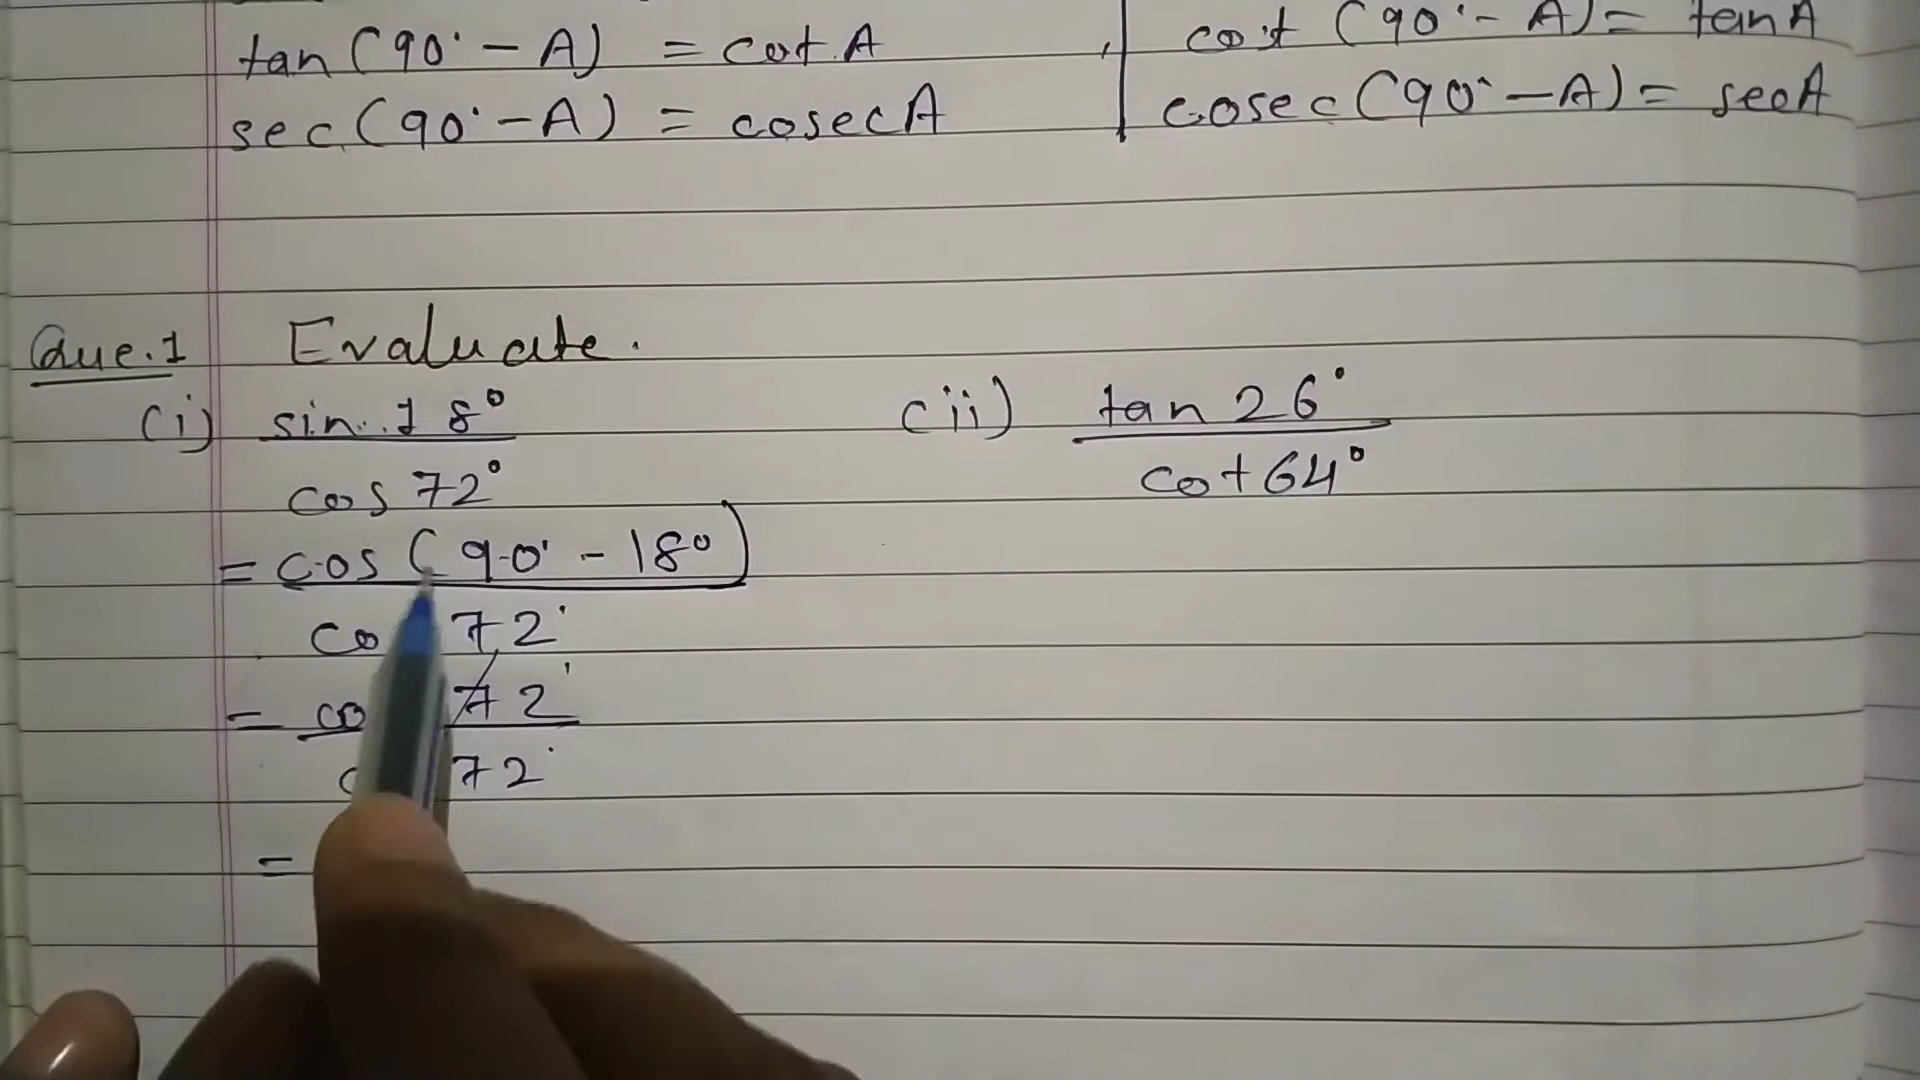 tan (90° - A) = cot A , cot (90° - A) = tan A
sec (90° - A) = cosec A cosec (90° - A) = sec A
Que.1 Evaluate.
(i) sin 18° (ii) tan 26°
cos 72° cot 64°
= cos (90° - 18°)
72°
= 72°
72°
=